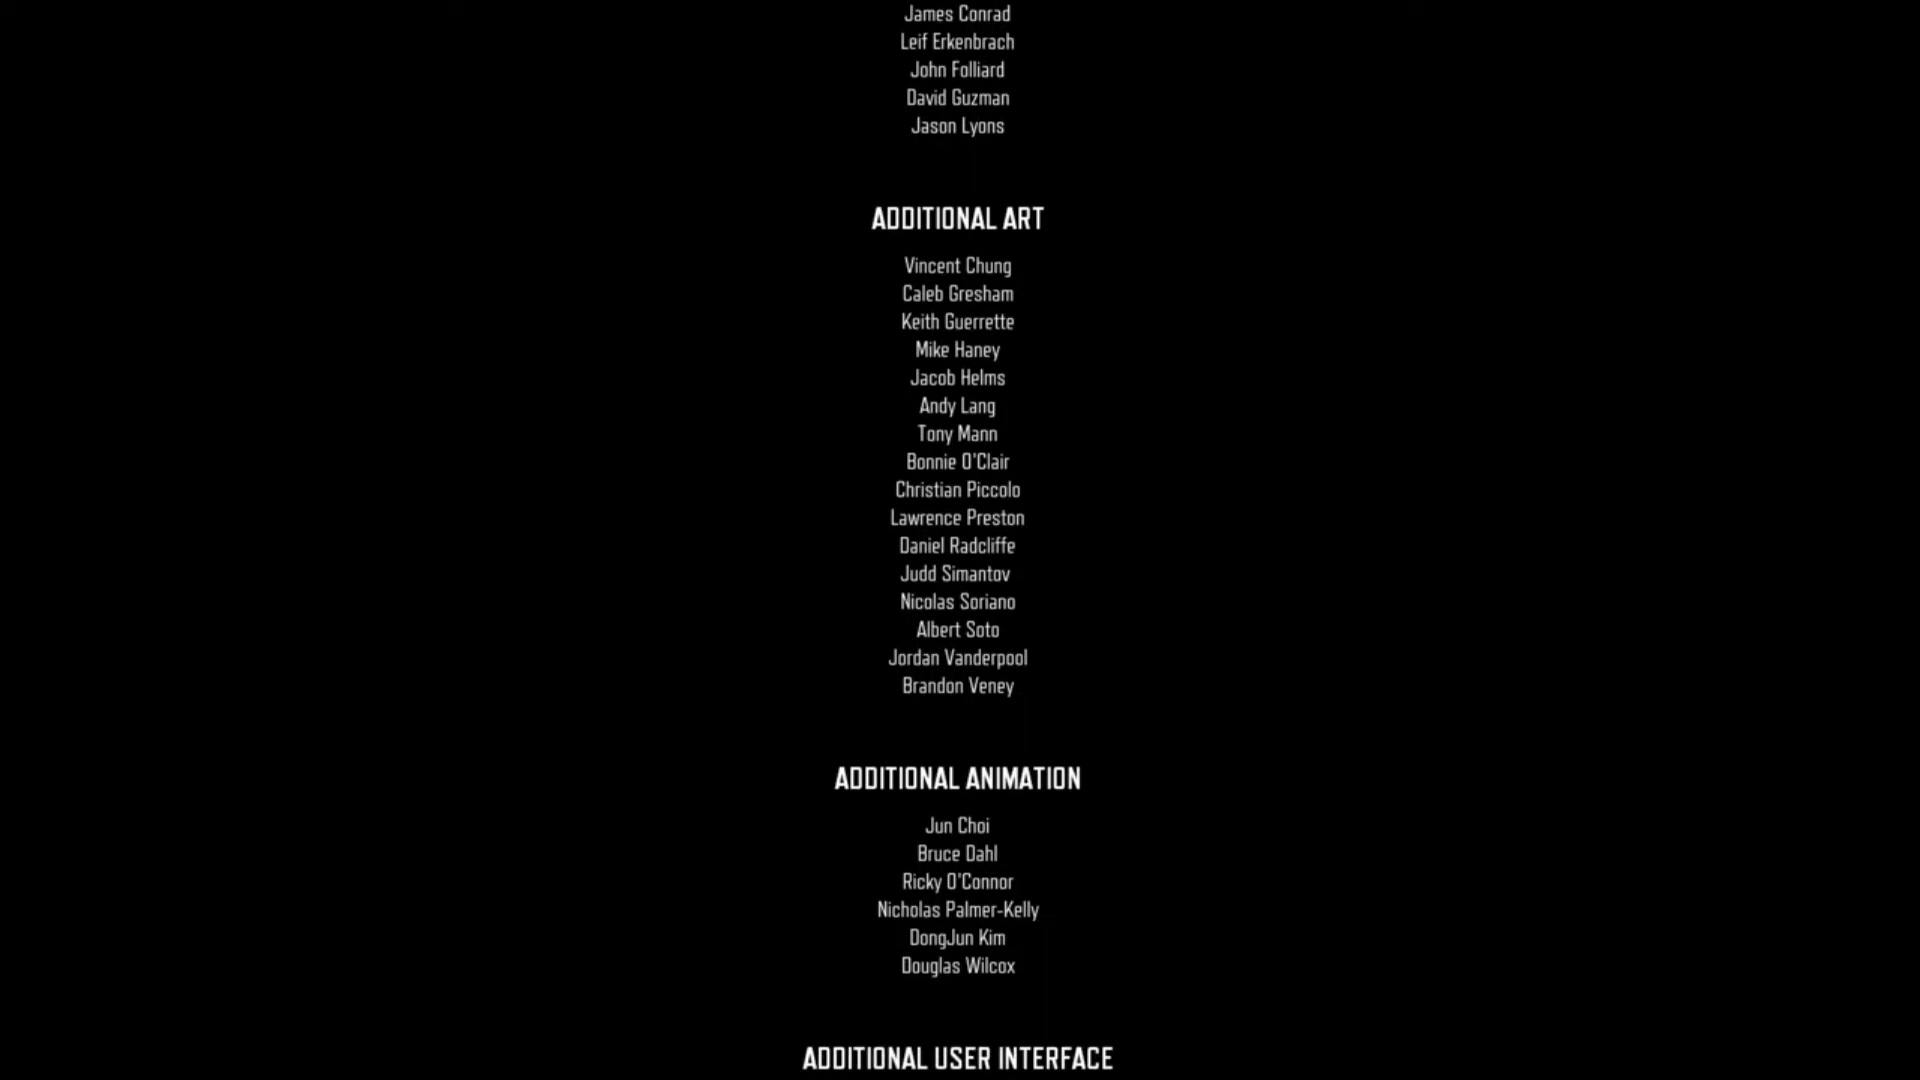 James Conrad
Leif Erkenbrach
John Folliard
David Guzman
Jason Lyons
ADDITIONAL ART
Vincent Chung
Caleb Gresham
Keith Guerrette
Mike Haney
Jacob Helms
Andy Lang
Tony Mann
Bonnie O'Clair
Christian Piccolo
Lawrence Preston
Daniel Radcliffe
Judd Simantov
Nicolas Soriano
Albert Soto
Jordan Vanderpool
Brandon Veney
ADDITIONAL ANIMATION
Jun Choi
Bruce Dahl
Ricky O'Connor
Nicholas Palmer-Kelly
DongJun Kim
Douglas Wilcox
ADDITIONAL USER INTERFACE